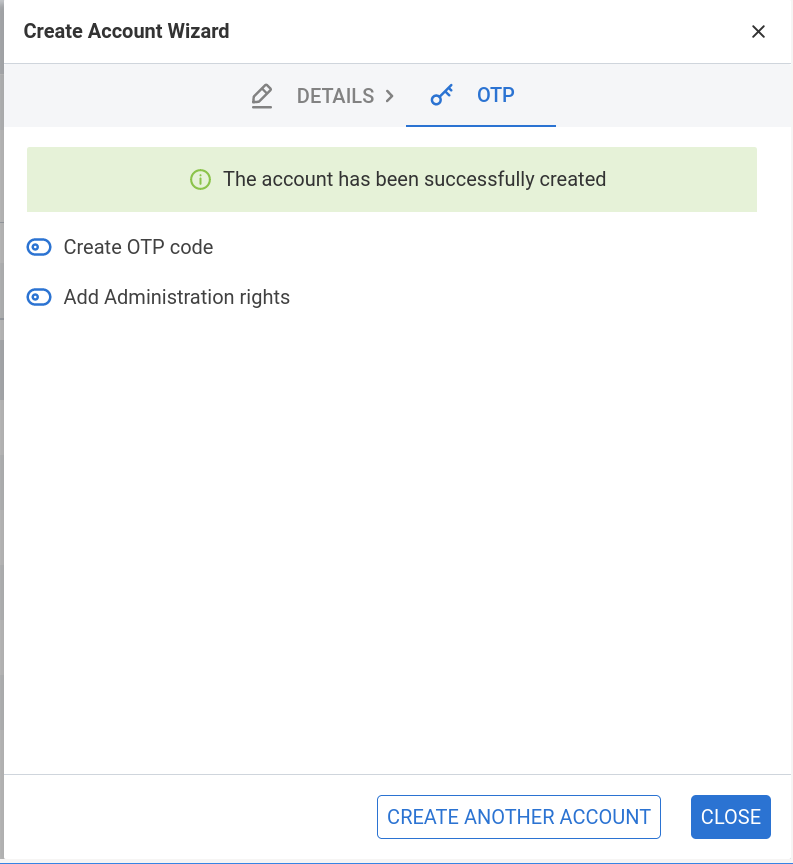 Create Account Wizard
DETAILS
OTP
The account has been successfully created
Create OTP code
Add Administration rights
CREATE ANOTHER ACCOUNT
CLOSE